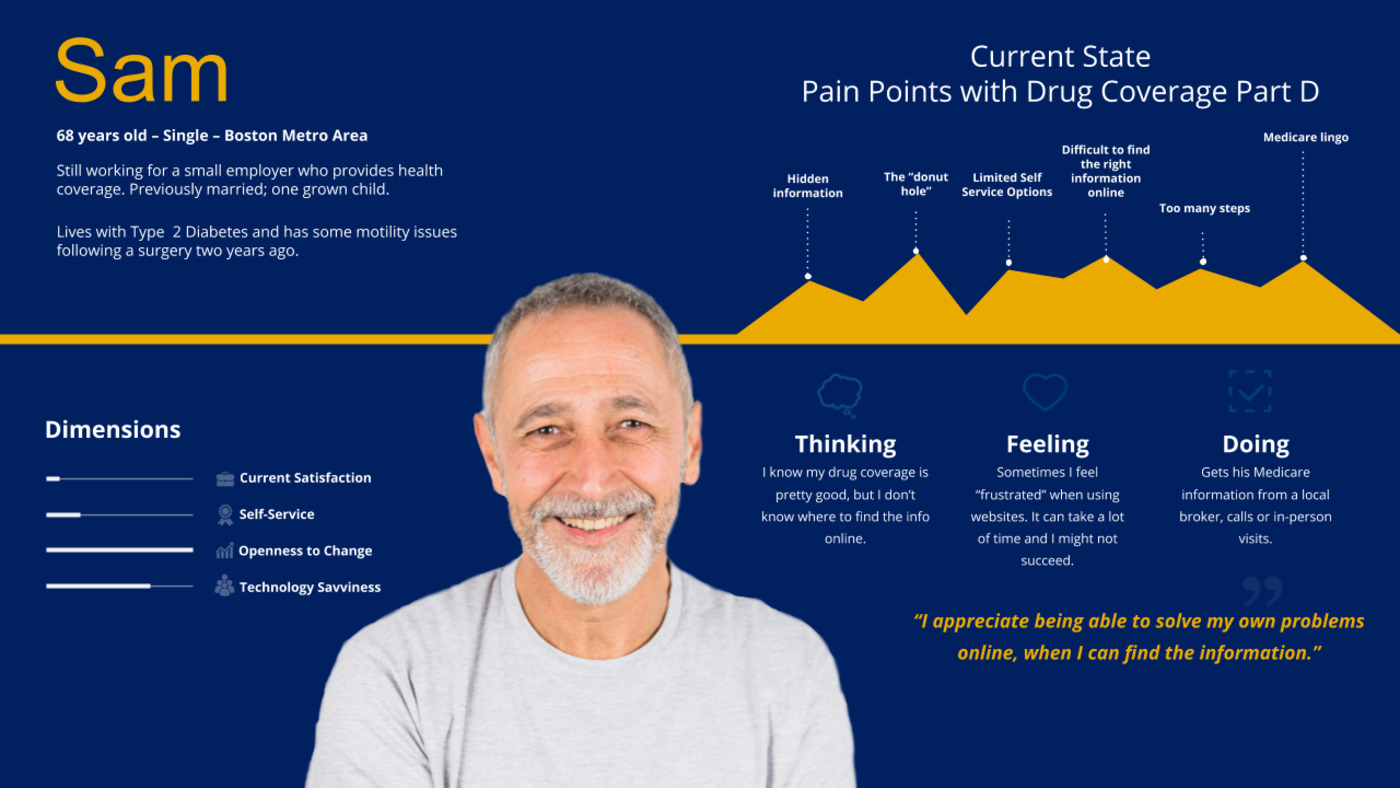 Sam
68 years old – Single – Boston Metro Area
Still working for a small employer who provides health
coverage. Previously married; one grown child.
Lives with Type  2 Diabetes and has some motility issues
following a surgery two years ago.
Current State
Pain Points with Drug Coverage Part D
Hidden
information
The “donut
hole”
Limited Self
Service Options
Difficult to find
the right
information
online
Too many steps
Medicare lingo
Dimensions
Current Satisfaction
Self-Service
Openness to Change
Technology Savviness
Thinking
I know my drug coverage is
pretty good, but I don’t
know where to find the info
online.
Feeling
Sometimes I feel
“frustrated” when using
websites. It can take a lot
of time and I might not
succeed.
Doing
Gets his Medicare
information from a local
broker, calls or in-person
visits.
“I appreciate being able to solve my own problems
online, when I can find the information.”